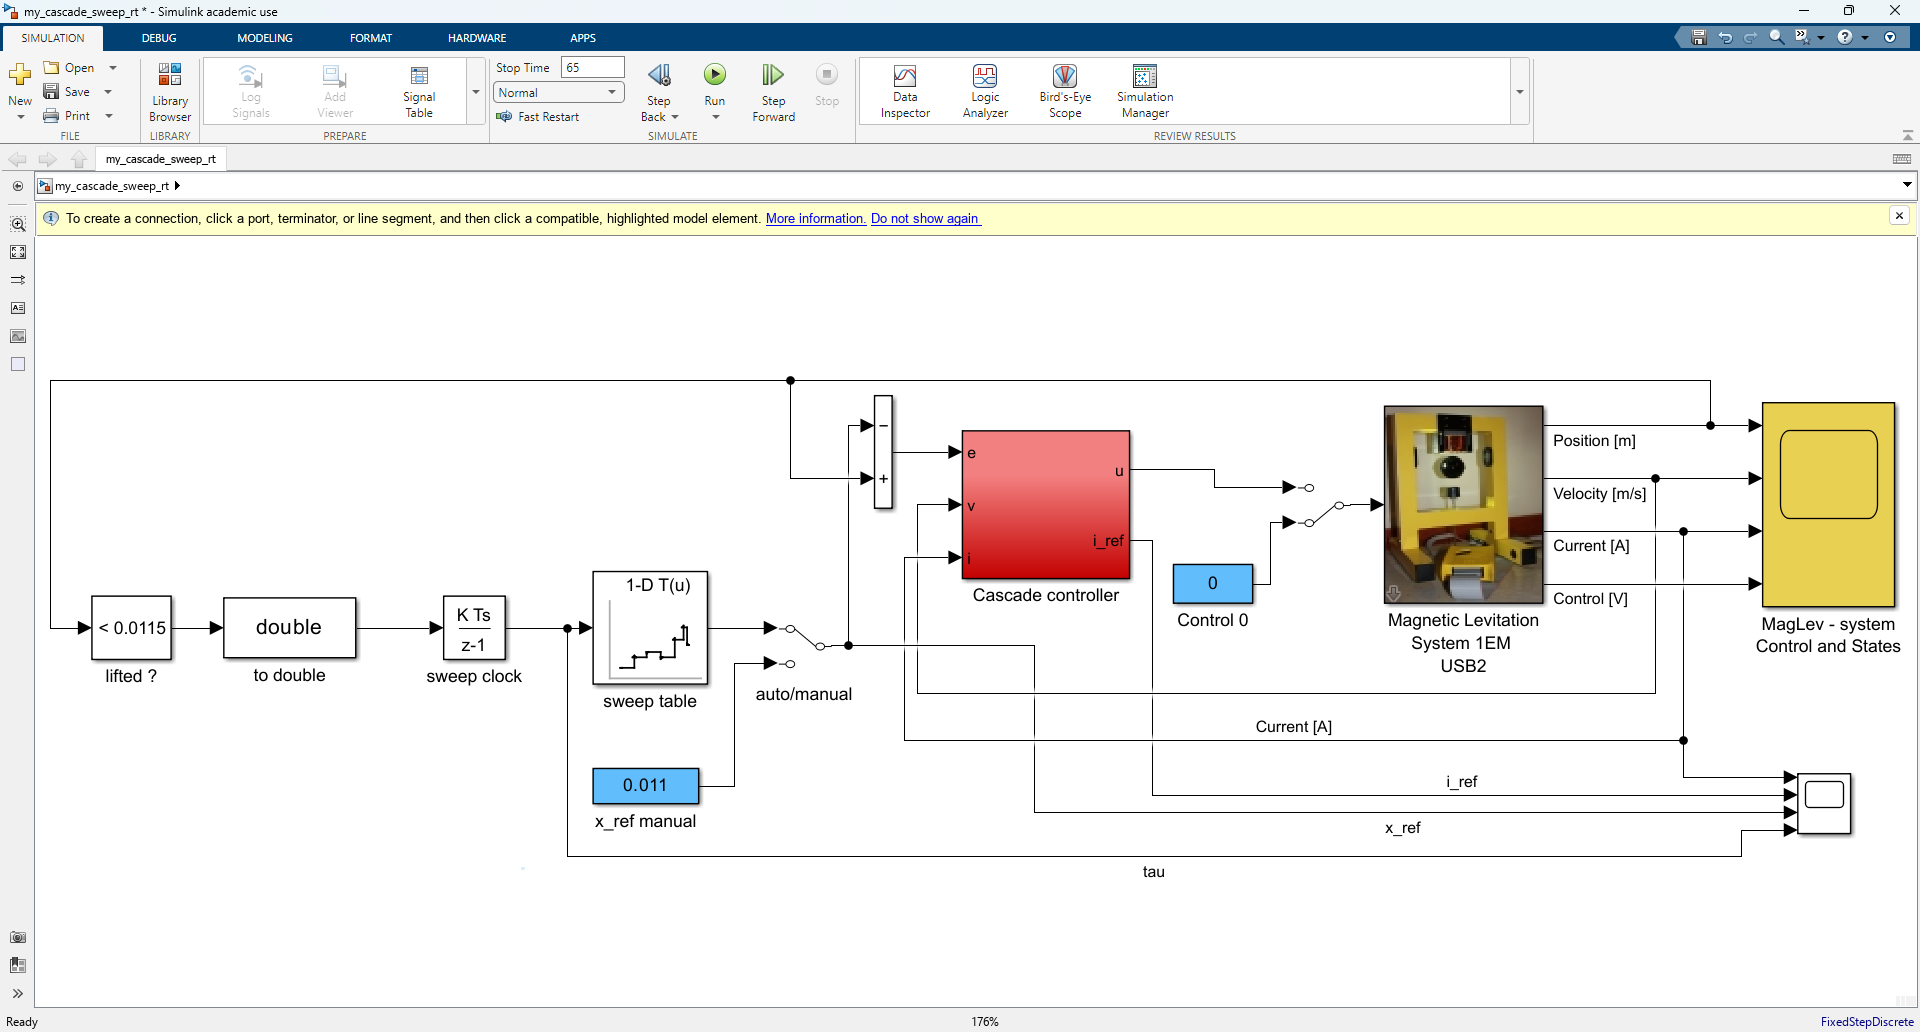 my_cascade_sweep_rt * - Simulink academic use
SIMULATION DEBUG MODELING FORMAT HARDWARE APPS
New
Open
Save
Print
FILE
Library
Browser
LIBRARY
Log
Signals
Add
Viewer
Signal
Table
PREPARE
Stop Time 65
Normal
Fast Restart
Step
Back
Run
Step
Forward
Stop
SIMULATE
Data
Inspector
Logic
Analyzer
Bird's-Eye
Scope
Simulation
Manager
REVIEW RESULTS
my_cascade_sweep_rt
my_cascade_sweep_rt
To create a connection, click a port, terminator, or line segment, and then click a compatible, highlighted model element. More information. Do not show again
< 0.0115
lifted ?
double
to double
K Ts
z-1
sweep clock
1-D T(u)
sweep table
auto/manual
0.011
x_ref manual
−
+
e
v
i
u
i_ref
Cascade controller
0
Control 0
Magnetic Levitation
System 1EM
USB2
Position [m]
Velocity [m/s]
Current [A]
Control [V]
MagLev - system
Control and States
Current [A]
i_ref
x_ref
tau
Ready
176%
FixedStepDiscrete